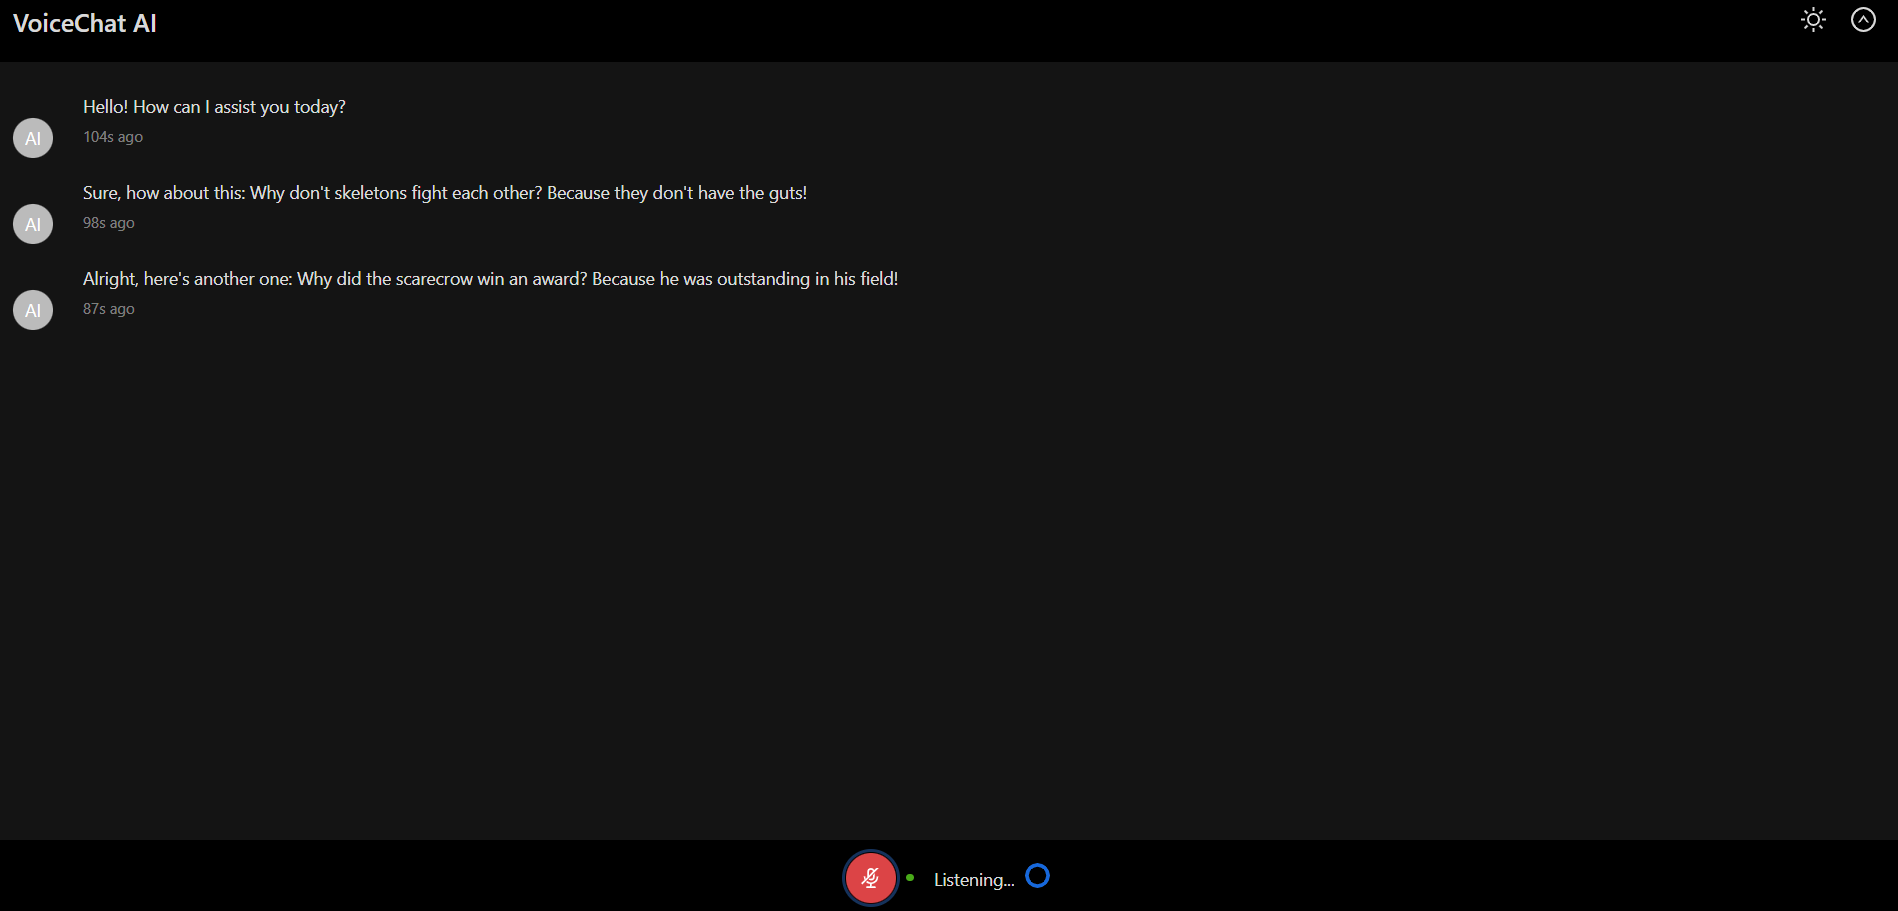 VoiceChat AI
Hello! How can I assist you today?
AI
104s ago
Sure, how about this: Why don't skeletons fight each other? Because they don't have the guts!
AI
98s ago
Alright, here's another one: Why did the scarecrow win an award? Because he was outstanding in his field!
AI
87s ago
Listening...